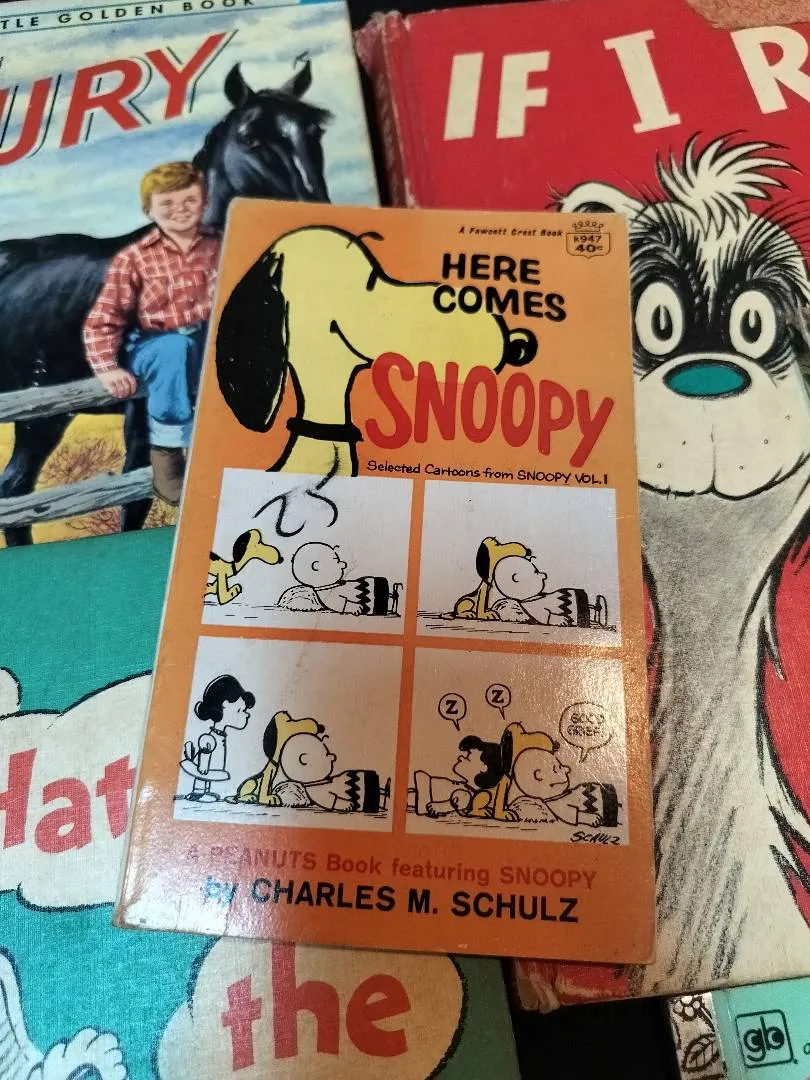 TLE GOLDEN BOOK
URY
IF I R
A Fawcett Crest Book
k947
40¢
HERE
COMES
SNOOPY
Selected Cartoons from SNOOPY VOL.1
Z
Z
GOOD
GRIEF
SCHULZ
A PEANUTS Book featuring SNOOPY
by CHARLES M. SCHULZ
Hat
the
gb